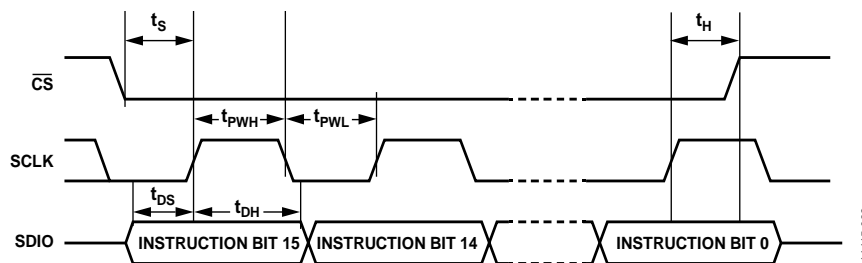 tS
tH
CS
tPWH
tPWL
SCLK
tDS
tDH
SDIO
INSTRUCTION BIT 15
INSTRUCTION BIT 14
INSTRUCTION BIT 0